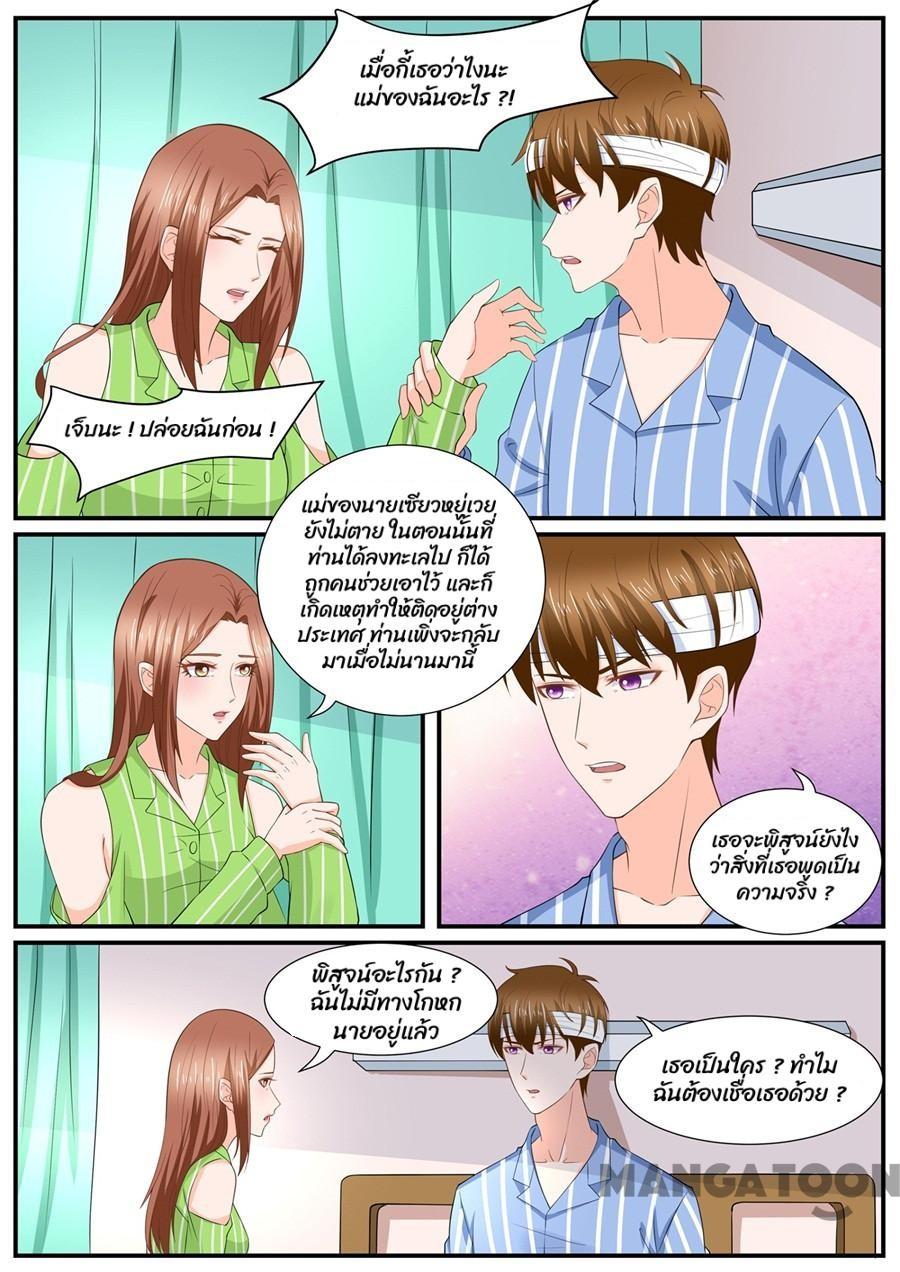 เมื่อกี้เธอว่าไงนะ
แม่ของฉันอะไร ?!
เจ็บนะ ! ปล่อยฉันก่อน !
แม่ของนายเซียวหยู่เวย
ยังไม่ตาย ในตอนนั้นที่
ท่านได้ลงทะเลไป ก็ได้
ถูกคนช่วยเอาไว้ และก็
เกิดเหตุทำให้ติดอยู่ต่าง
ประเทศ ท่านเพิ่งจะกลับ
มาเมื่อไม่นานมานี้
เธอจะพิสูจน์ยังไง
ว่าสิ่งที่เธอพูดเป็น
ความจริง ?
พิสูจน์อะไรกัน ?
ฉันไม่มีทางโกหก
นายอยู่แล้ว
เธอเป็นใคร ? ทำไม
ฉันต้องเชื่อเธอด้วย ?
MANGATOON